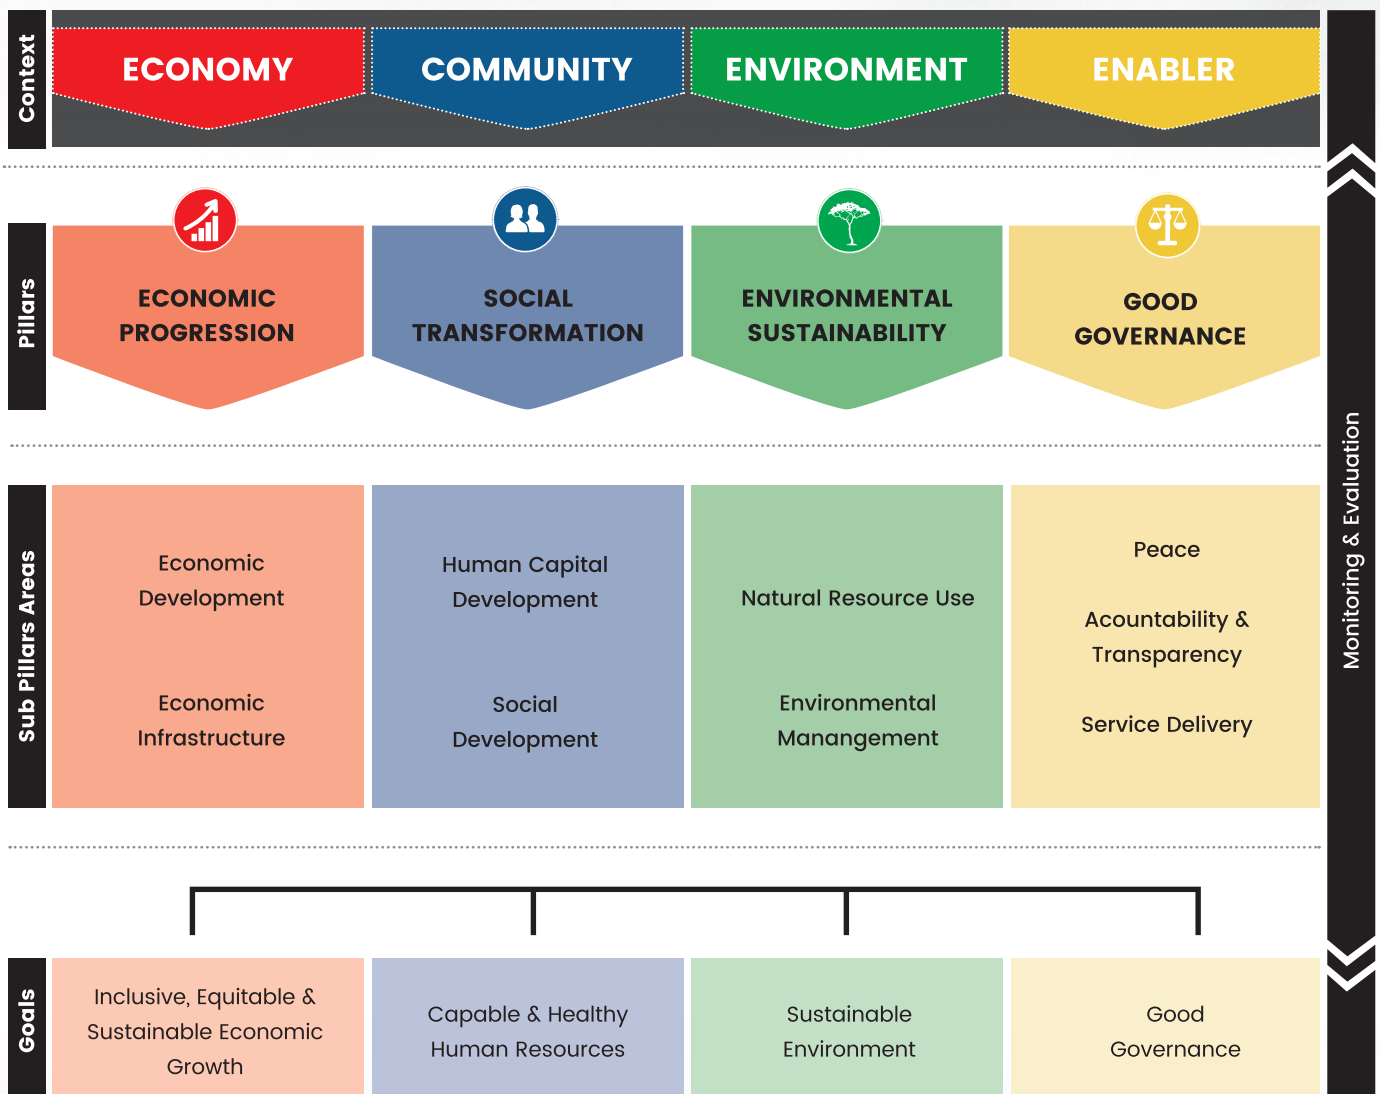 Context
ECONOMY
COMMUNITY
ENVIRONMENT
ENABLER
Pillars
ECONOMIC
PROGRESSION
SOCIAL
TRANSFORMATION
ENVIRONMENTAL
SUSTAINABILITY
GOOD
GOVERNANCE
Sub Pillars Areas
Economic
Development
Economic
Infrastructure
Human Capital
Development
Social
Development
Natural Resource Use
Environmental
Manangement
Peace
Acountability &
Transparency
Service Delivery
Goals
Inclusive, Equitable &
Sustainable Economic
Growth
Capable & Healthy
Human Resources
Sustainable
Environment
Good
Governance
Monitoring & Evaluation